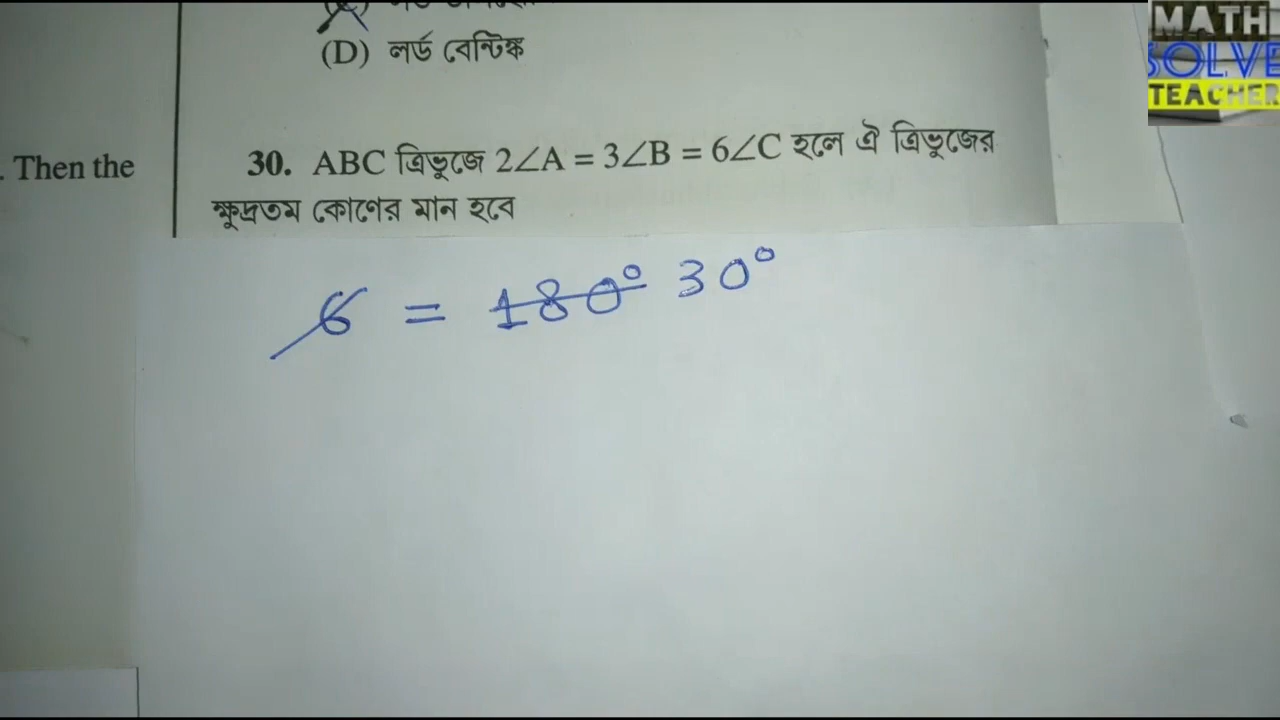 (D) লর্ড বেন্টিঙ্ক
MATH
SOLVE
TEACHER
. Then the
30. ABC ত্রিভুজে 2∠A = 3∠B = 6∠C হলে ঐ ত্রিভুজের
ক্ষুদ্রতম কোণের মান হবে
6 = 180° 30°